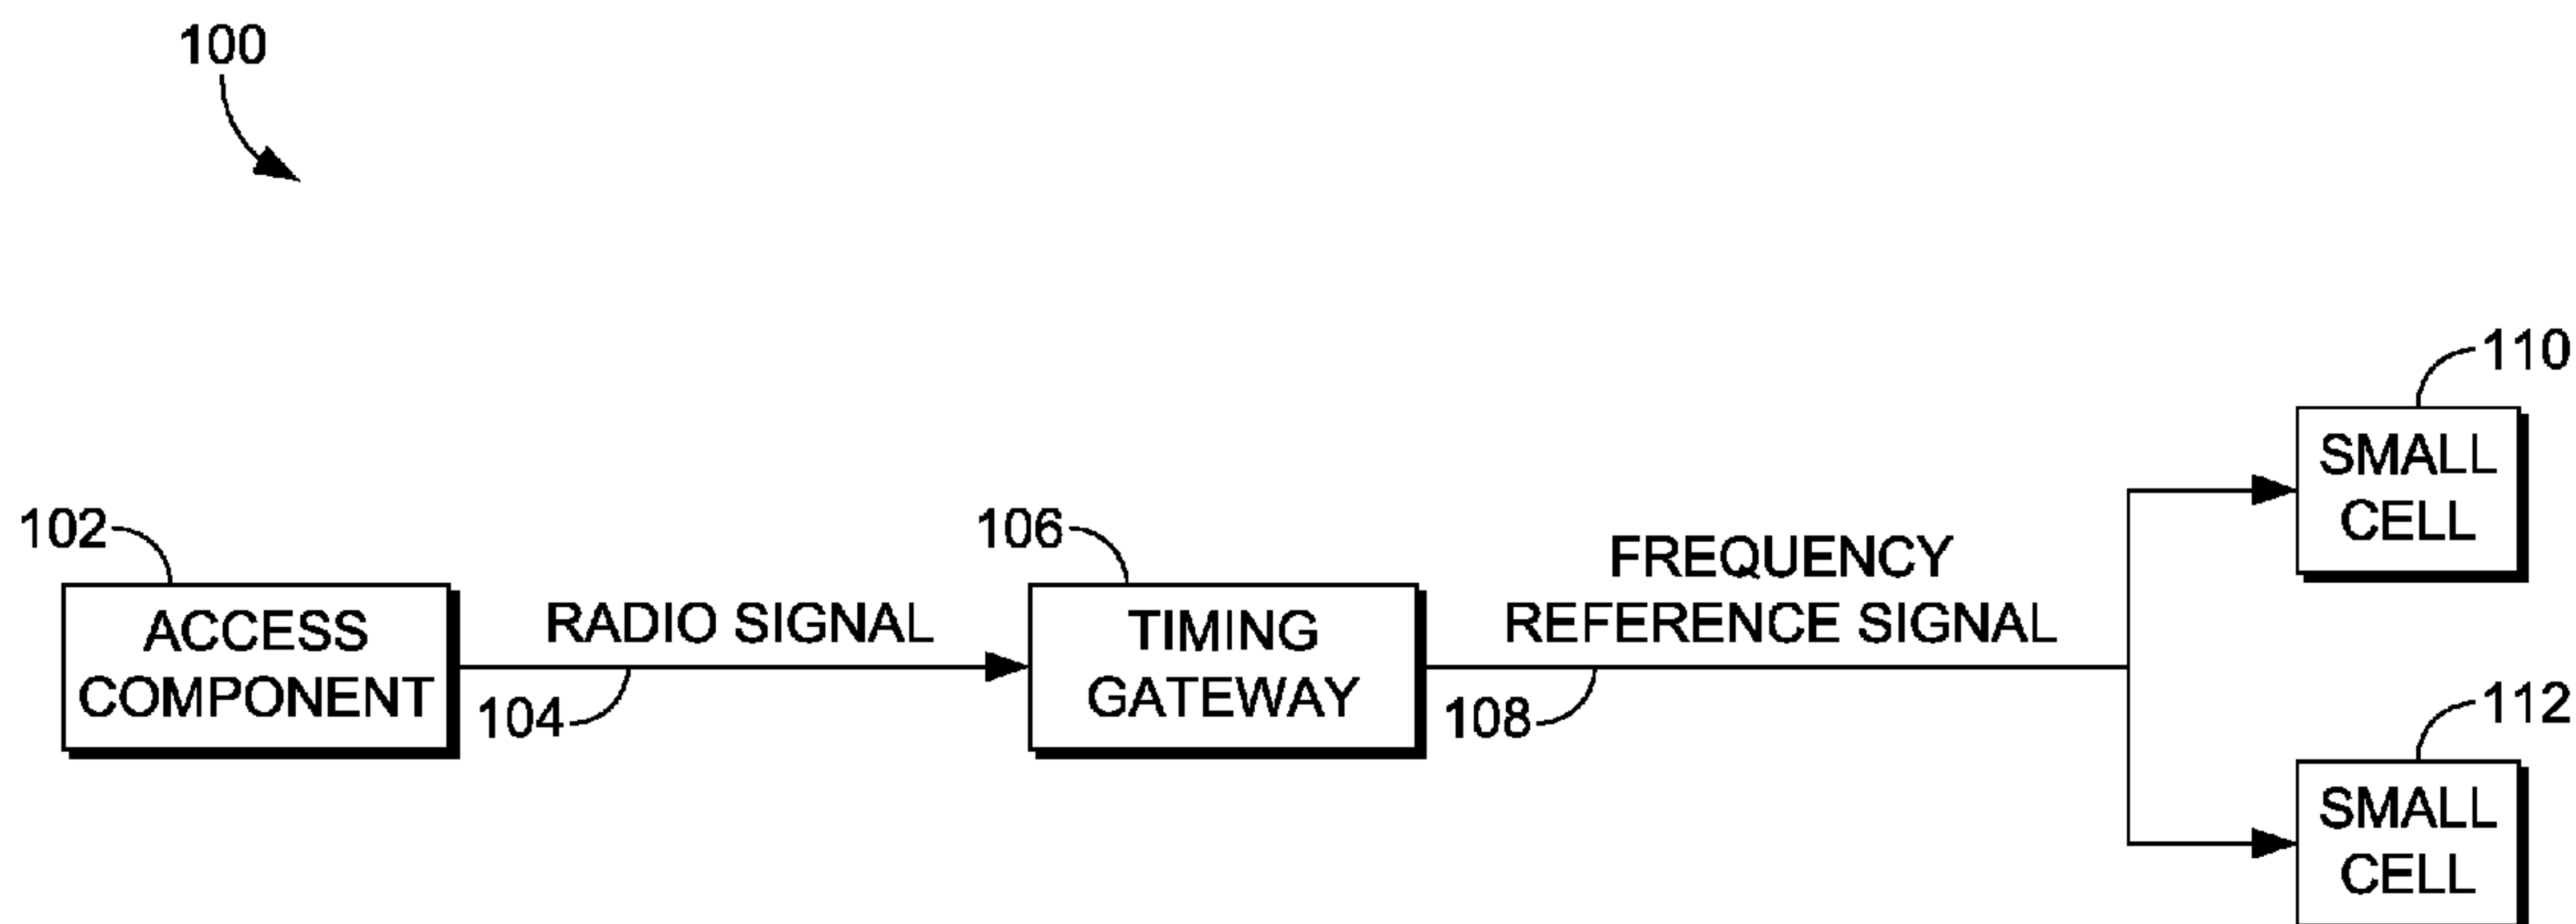 100
110
SMALL
CELL
102
106
FREQUENCY
REFERENCE SIGNAL
ACCESS
COMPONENT
RADIO SIGNAL
TIMING
GATEWAY
104
108
112
SMALL
CELL